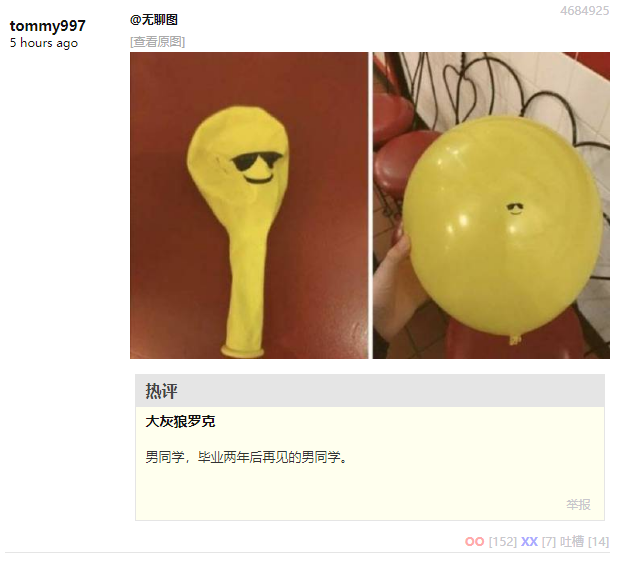 tommy997
5 hours ago
@无聊图
4684925
[查看原图]
热评
大灰狼罗克
男同学，毕业两年后再见的男同学。
举报
OO [152] XX [7] 吐槽 [14]